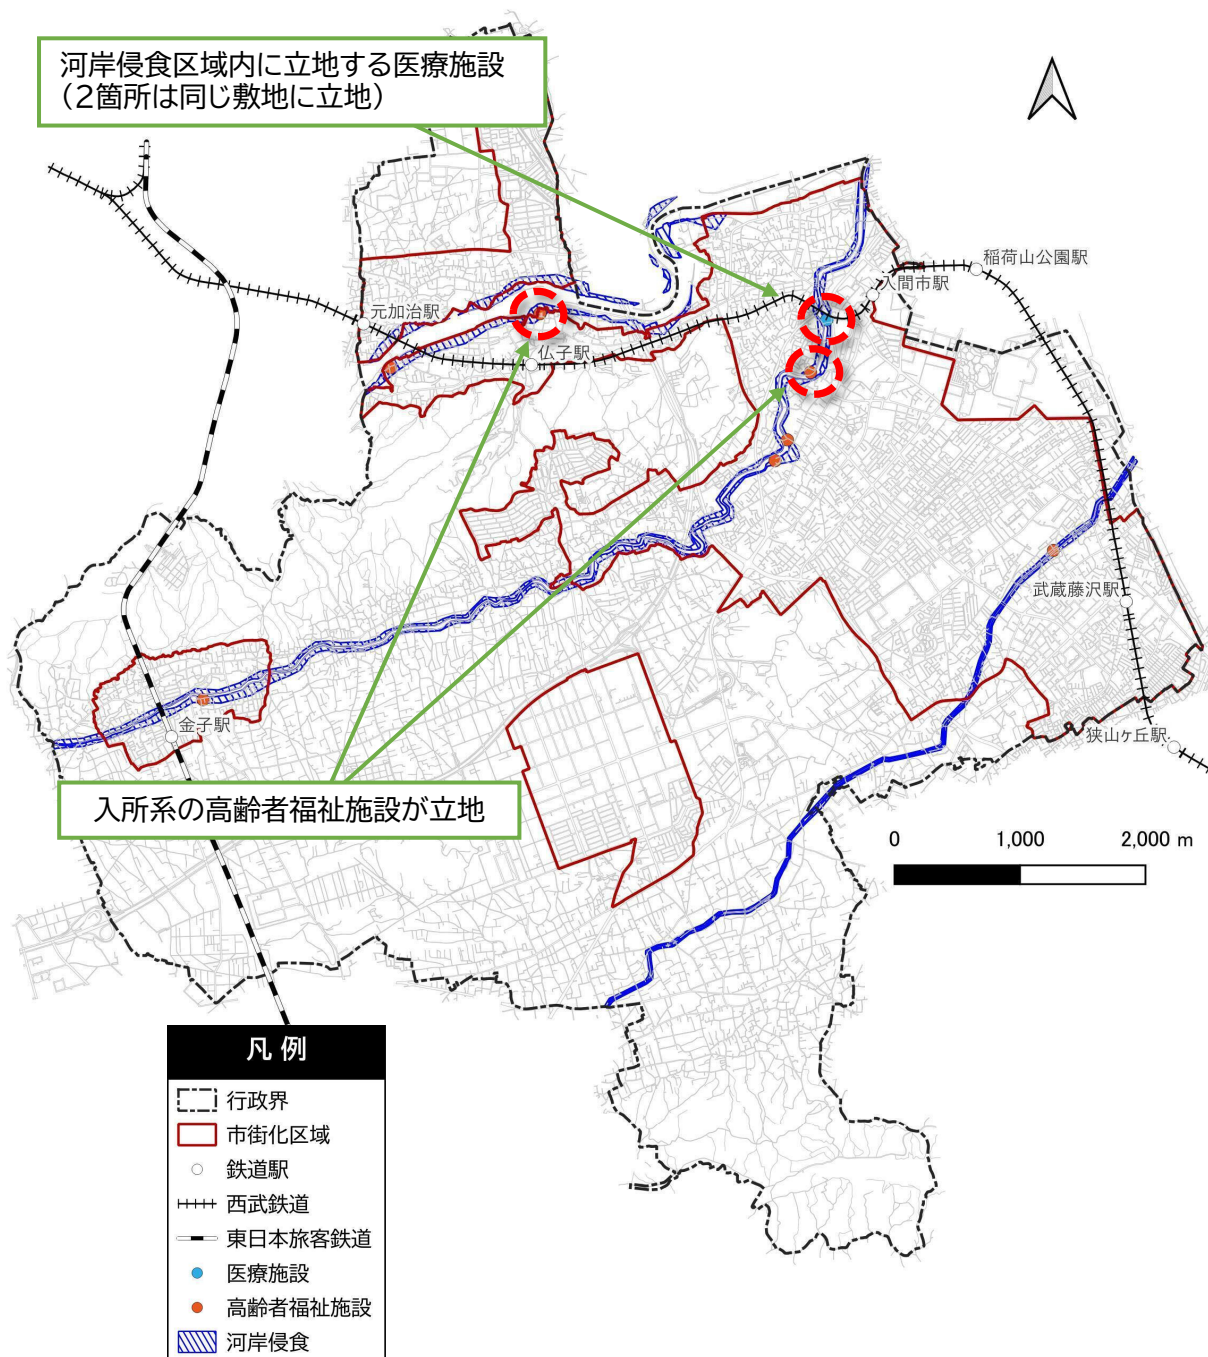 河岸侵食区域内に立地する医療施設
（2箇所は同じ敷地に立地）
稲荷山公園駅
入間市駅
元加治駅
仏子駅
武蔵藤沢駅
金子駅
狭山ヶ丘駅
入所系の高齢者福祉施設が立地
0 1,000 2,000 m
凡 例
行政界
市街化区域
鉄道駅
西武鉄道
東日本旅客鉄道
医療施設
高齢者福祉施設
河岸侵食